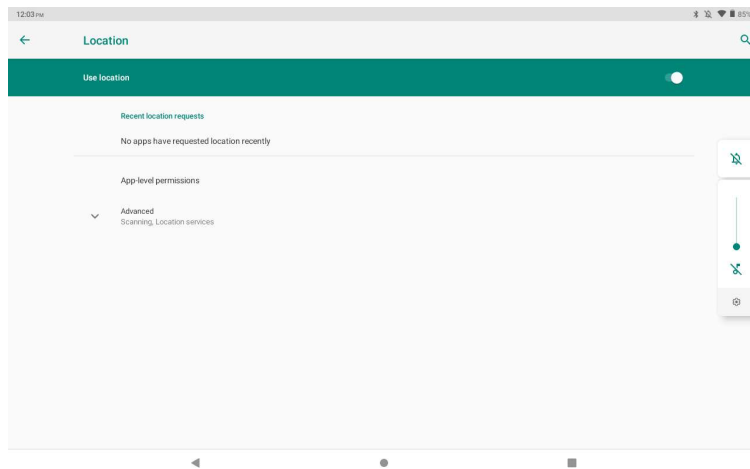 12:03 PM
85%
Location
Use location
Recent location requests
No apps have requested location recently
App-level permissions
Advanced
Scanning, Location services